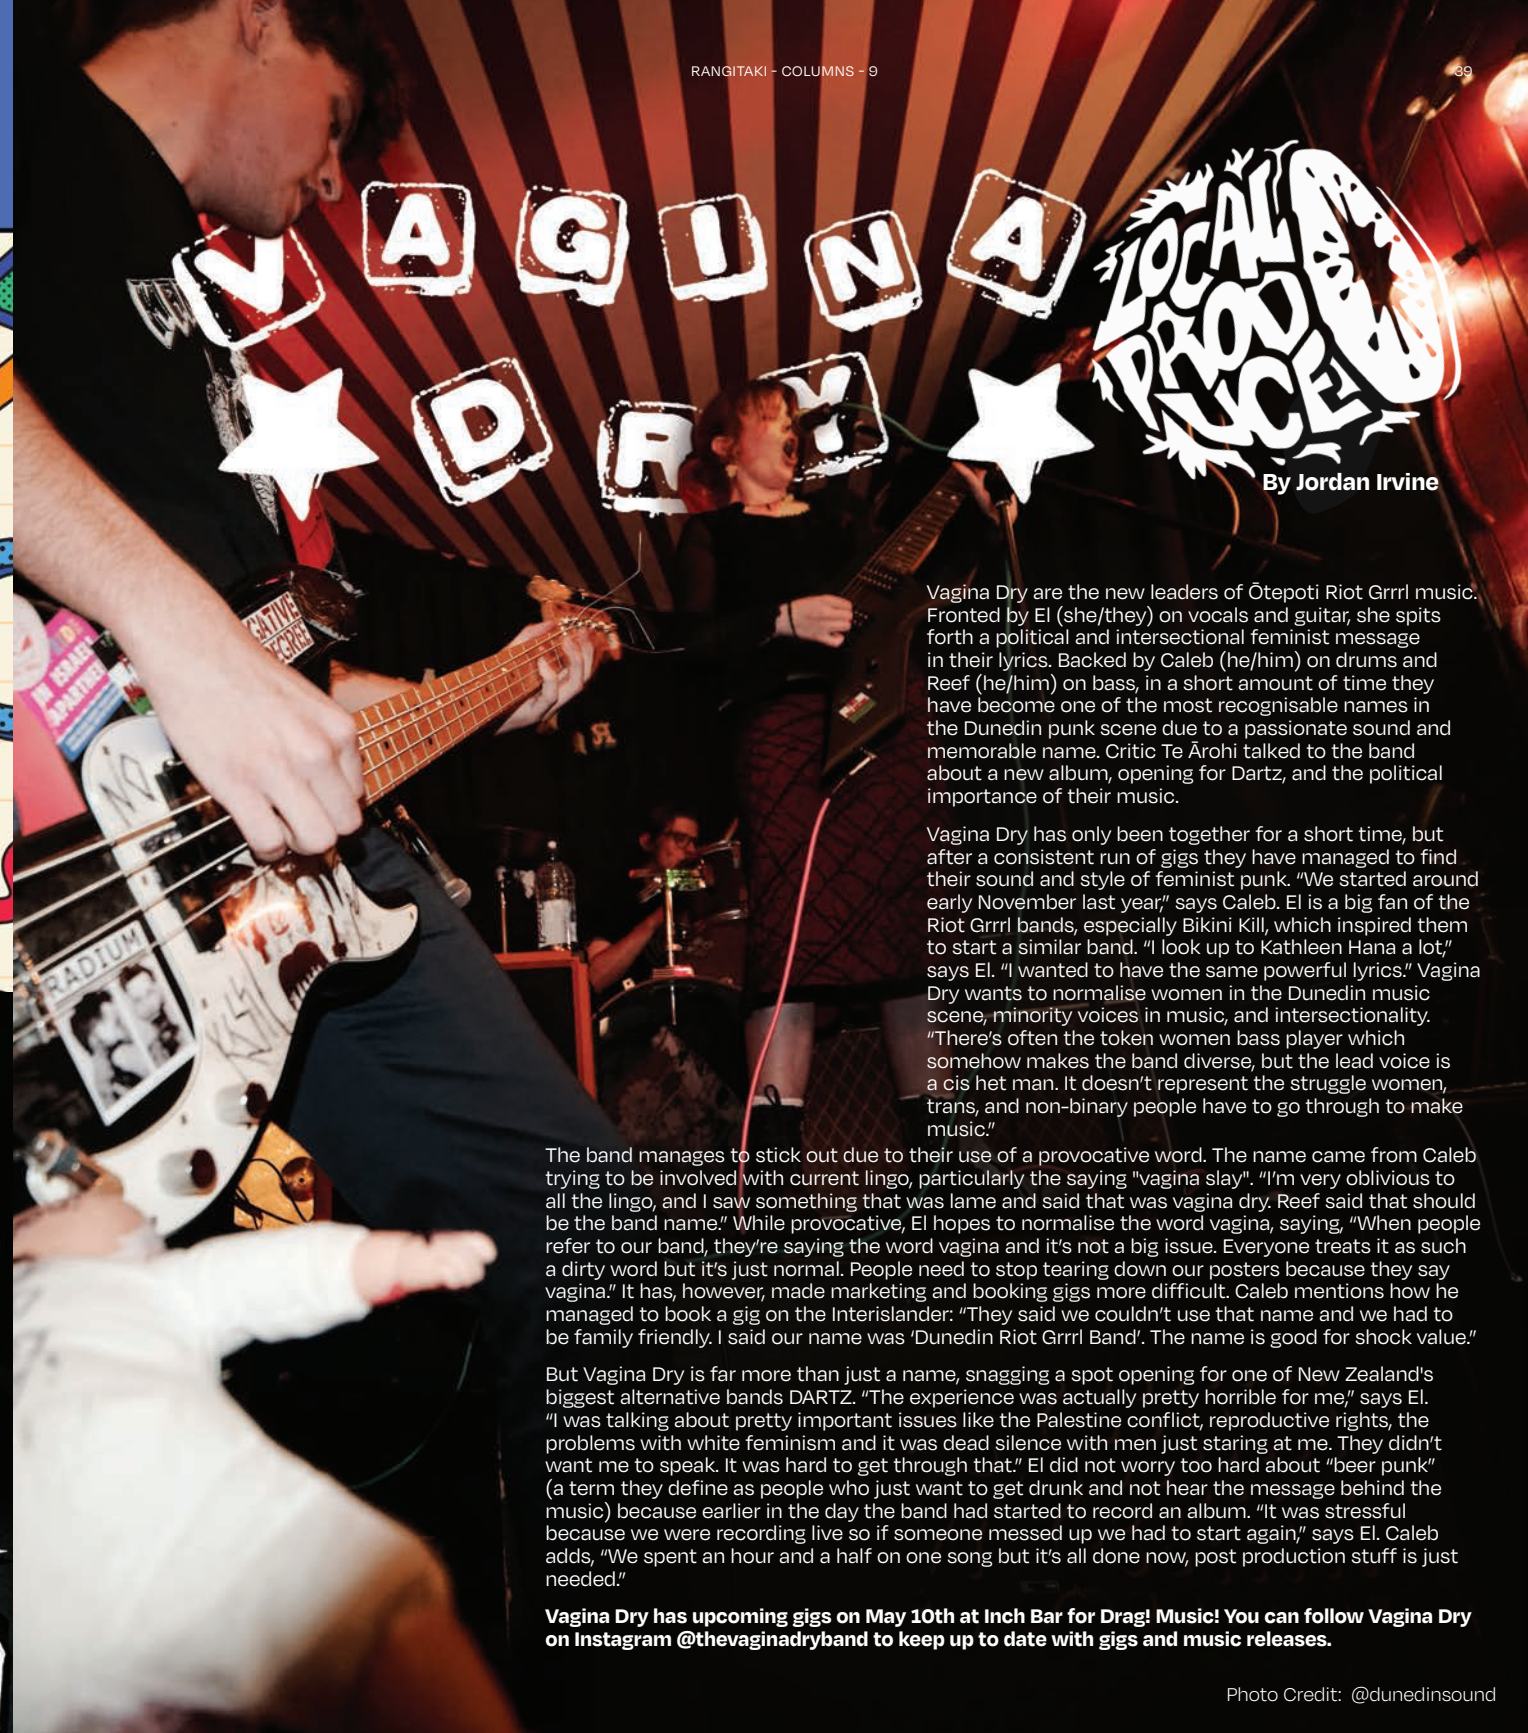 RANGITAKI - COLUMNS - 9
39
VAGINA
DRY
LOCAL
PROD
UCE
By Jordan Irvine
Vagina Dry are the new leaders of Ōtepoti Riot Grrrl music.
Fronted by El (she/they) on vocals and guitar, she spits
forth a political and intersectional feminist message
in their lyrics. Backed by Caleb (he/him) on drums and
Reef (he/him) on bass, in a short amount of time they
have become one of the most recognisable names in
the Dunedin punk scene due to a passionate sound and
memorable name. Critic Te Ārohi talked to the band
about a new album, opening for Dartz, and the political
importance of their music.
Vagina Dry has only been together for a short time, but
after a consistent run of gigs they have managed to find
their sound and style of feminist punk. “We started around
early November last year,” says Caleb. El is a big fan of the
Riot Grrrl bands, especially Bikini Kill, which inspired them
to start a similar band. “I look up to Kathleen Hana a lot,”
says El. “I wanted to have the same powerful lyrics.” Vagina
Dry wants to normalise women in the Dunedin music
scene, minority voices in music, and intersectionality.
“There’s often the token women bass player which
somehow makes the band diverse, but the lead voice is
a cis het man. It doesn’t represent the struggle women,
trans, and non-binary people have to go through to make
music.”
The band manages to stick out due to their use of a provocative word. The name came from Caleb
trying to be involved with current lingo, particularly the saying "vagina slay". “I’m very oblivious to
all the lingo, and I saw something that was lame and said that was vagina dry. Reef said that should
be the band name.” While provocative, El hopes to normalise the word vagina, saying, “When people
refer to our band, they’re saying the word vagina and it’s not a big issue. Everyone treats it as such
a dirty word but it’s just normal. People need to stop tearing down our posters because they say
vagina.” It has, however, made marketing and booking gigs more difficult. Caleb mentions how he
managed to book a gig on the Interislander: “They said we couldn’t use that name and we had to
be family friendly. I said our name was ‘Dunedin Riot Grrrl Band’. The name is good for shock value.”
But Vagina Dry is far more than just a name, snagging a spot opening for one of New Zealand's
biggest alternative bands DARTZ. “The experience was actually pretty horrible for me,” says El.
“I was talking about pretty important issues like the Palestine conflict, reproductive rights, the
problems with white feminism and it was dead silence with men just staring at me. They didn’t
want me to speak. It was hard to get through that.” El did not worry too hard about “beer punk”
(a term they define as people who just want to get drunk and not hear the message behind the
music) because earlier in the day the band had started to record an album. “It was stressful
because we were recording live so if someone messed up we had to start again,” says El. Caleb
adds, “We spent an hour and a half on one song but it’s all done now, post production stuff is just
needed.”
Vagina Dry has upcoming gigs on May 10th at Inch Bar for Drag! Music! You can follow Vagina Dry
on Instagram @thevaginadryband to keep up to date with gigs and music releases.
Photo Credit: @dunedinsound
RADIUM